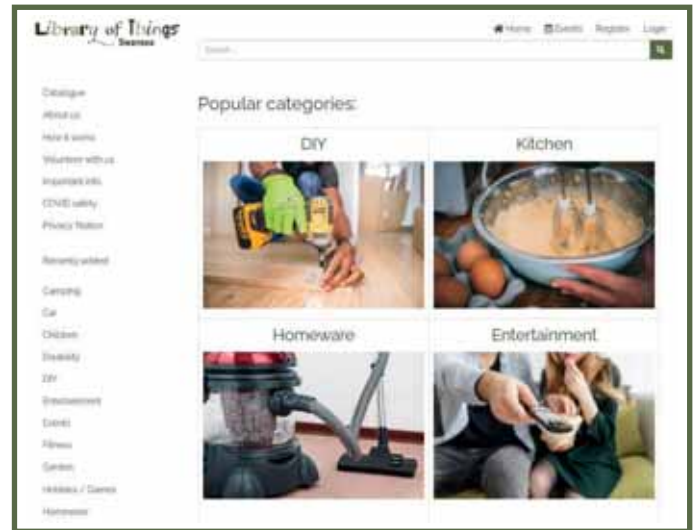 Library of Things
Swansea
Home Events Register Login
Search...
Catalogue
About us
How it works
Volunteer with us
Important info
COVID safety
Privacy Notice
Recently added
Camping
Car
Children
Disability
DIY
Entertainment
Events
Fitness
Garden
Hobbies / Games
Homeware
Popular categories:
DIY
Kitchen
Homeware
Entertainment